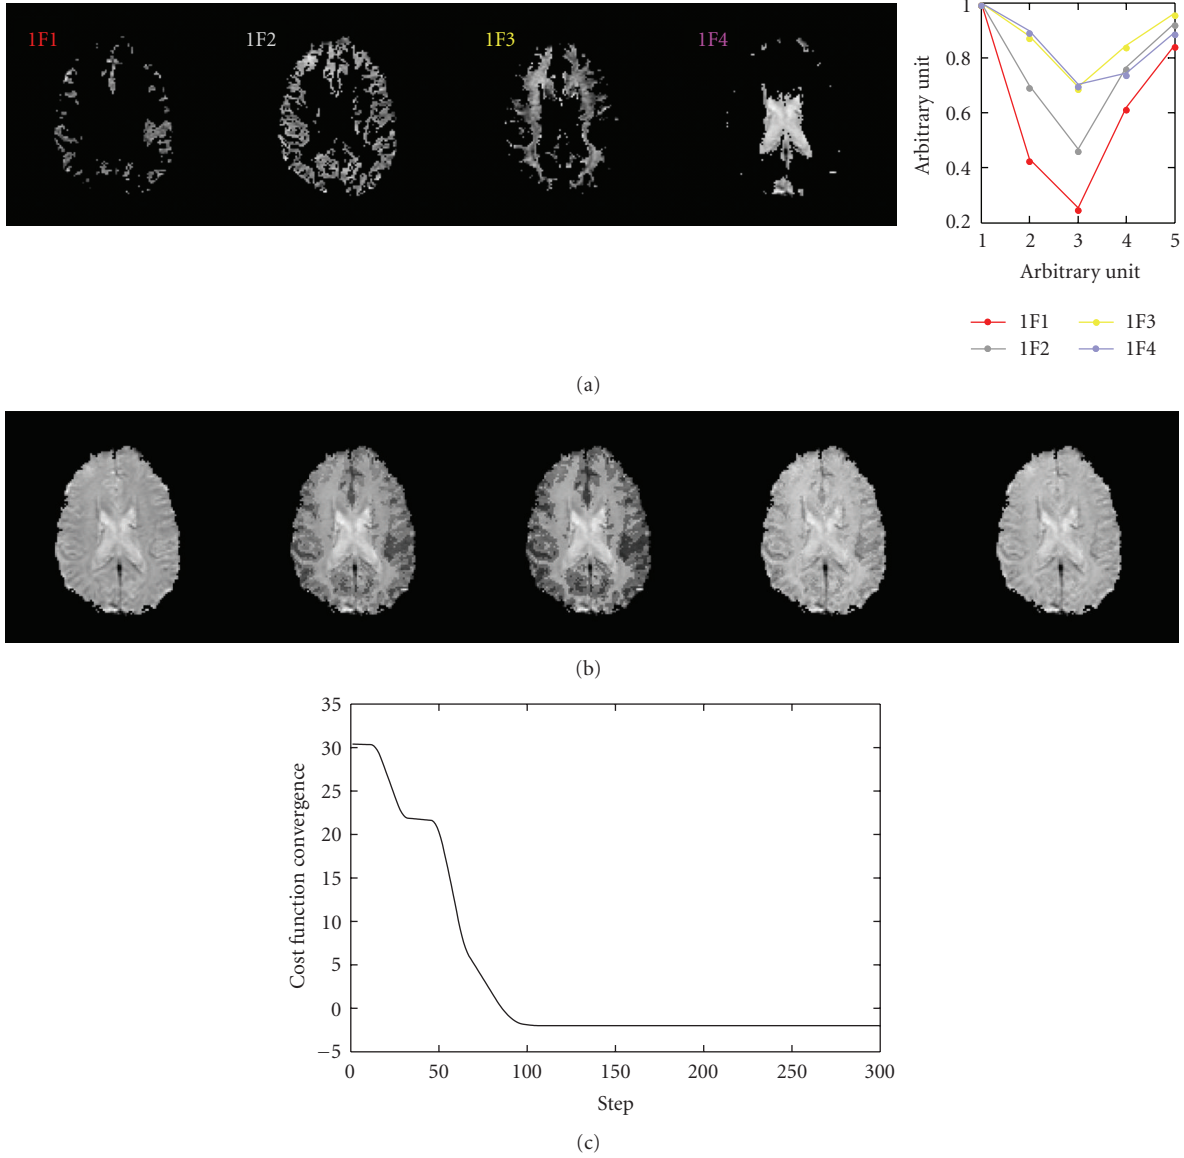 1F1
1F2
1F3
1F4
1
0.8
0.6
0.4
0.2
Arbitrary unit
1 2 3 4 5
Arbitrary unit
1F1 1F3
1F2 1F4
(a)
(b)
35
30
25
20
15
10
5
0
−5
Cost function convergence
0 50 100 150 200 250 300
Step
(c)